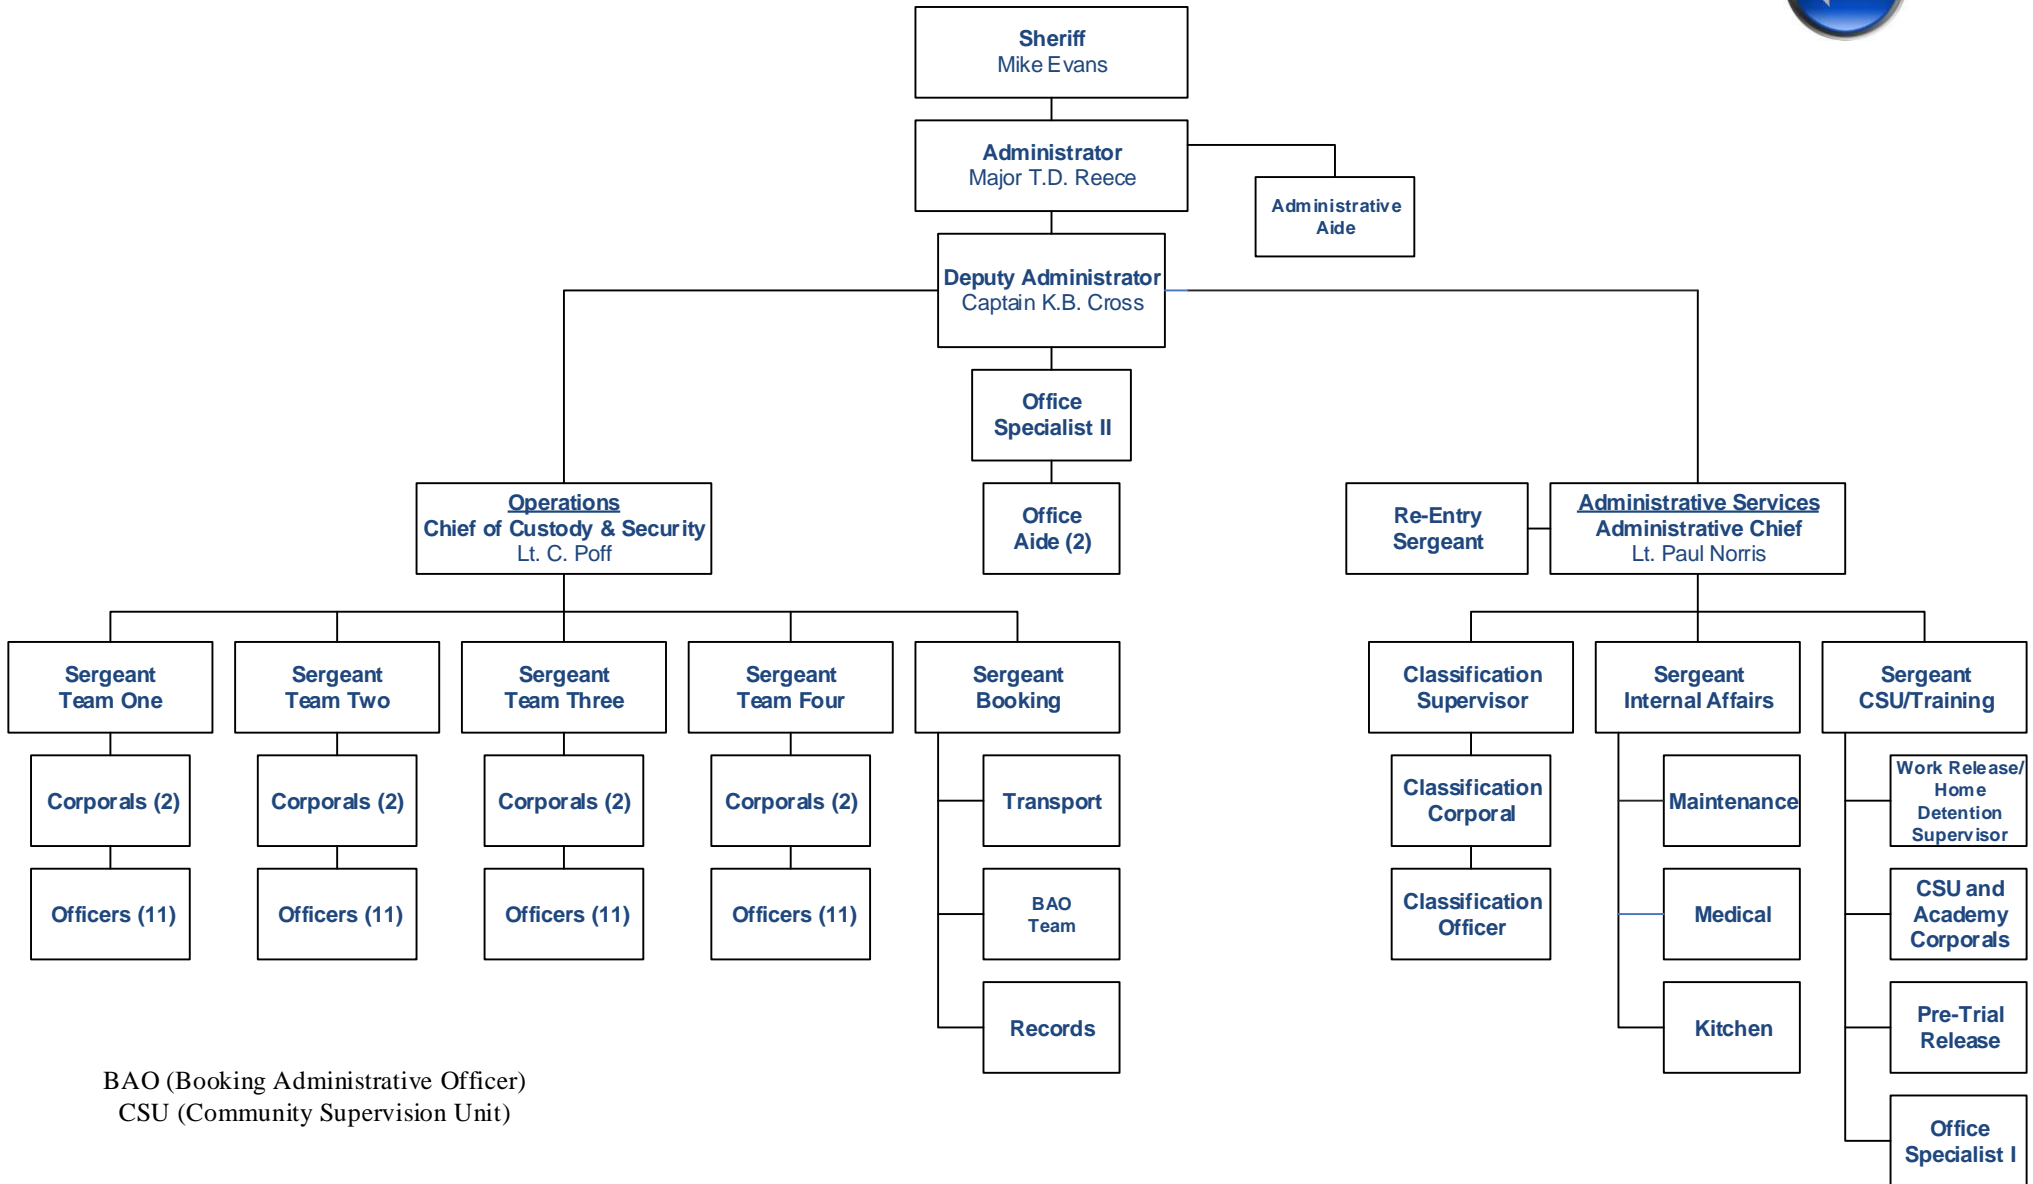 Sheriff
Mike Evans
Administrator
Major T.D. Reece
Administrative
Aide
Deputy Administrator
Captain K.B. Cross
Office
Specialist II
Operations
Chief of Custody & Security
Lt. C. Poff
Office
Aide (2)
Re-Entry
Sergeant
Administrative Services
Administrative Chief
Lt. Paul Norris
Sergeant
Team One
Sergeant
Team Two
Sergeant
Team Three
Sergeant
Team Four
Sergeant
Booking
Classification
Supervisor
Sergeant
Internal Affairs
Sergeant
CSU/Training
Corporals (2)
Corporals (2)
Corporals (2)
Corporals (2)
Transport
Classification
Corporal
Maintenance
Work Release/
Home
Detention
Supervisor
Officers (11)
Officers (11)
Officers (11)
Officers (11)
BAO
Team
Classification
Officer
Medical
CSU and
Academy
Corporals
Records
Kitchen
Pre-Trial
Release
BAO (Booking Administrative Officer)
CSU (Community Supervision Unit)
Office
Specialist I